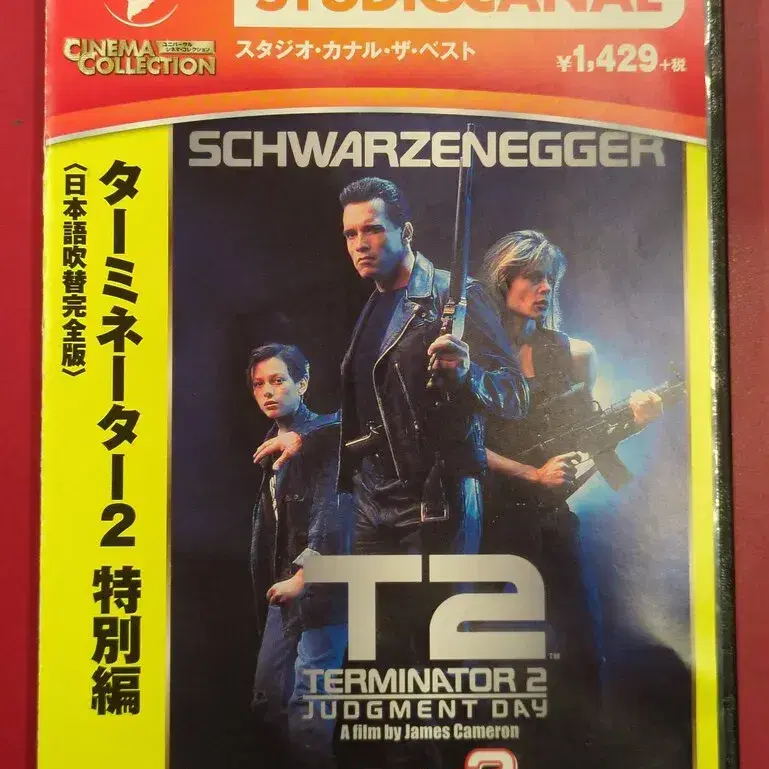 STUDIOCANAL
CINEMA COLLECTION
ユニバーサル シネマ・コレクション
スタジオ・カナル・ザ・ベスト
¥1,429+税
ターミネーター2 特別編
〈日本語吹替完全版〉
SCHWARZENEGGER
T2
TM
TERMINATOR 2
JUDGMENT DAY
A film by James Cameron